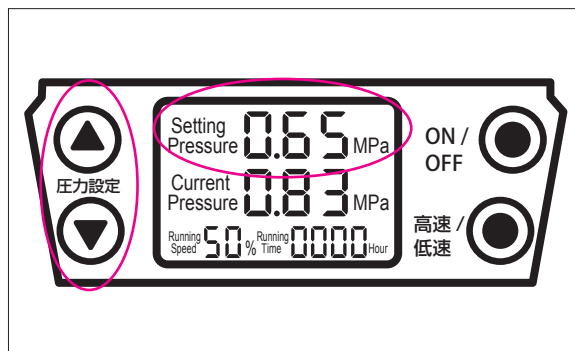 圧力設定
Setting Pressure 0.65 MPa
Current Pressure 0.83 MPa
Running Speed 50 % Running Time 0000 Hour
ON / OFF
高速 / 低速